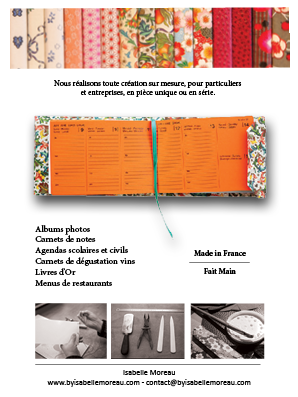 Nous réalisons toute création sur mesure, pour particuliers
et entreprises, en pièce unique ou en série.
Albums photos
Carnets de notes
Agendas scolaires et civils
Carnets de dégustation vins
Livres d'Or
Menus de restaurants
Made in France
Fait Main
Isabelle Moreau
www.byisabellemoreau.com - contact@byisabellemoreau.com